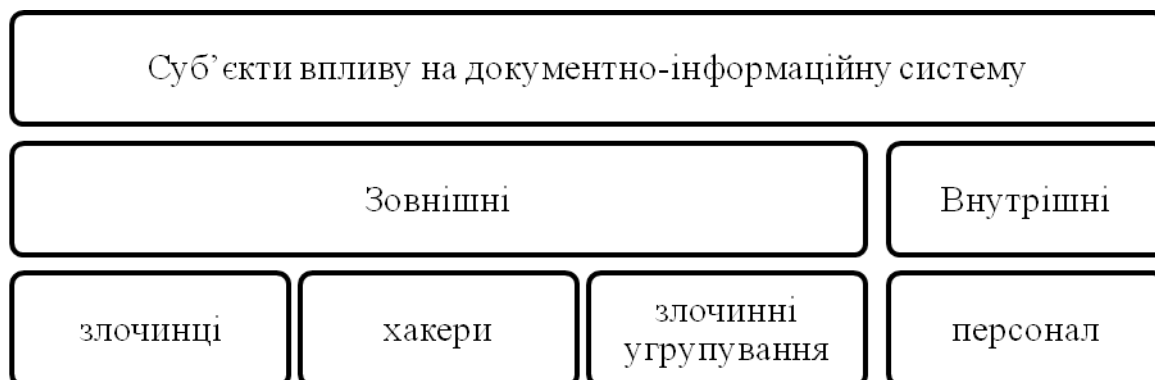 Суб’єкти впливу на документно-інформаційну систему
Зовнішні
Внутрішні
злочинці
хакери
злочинні
угрупування
персонал